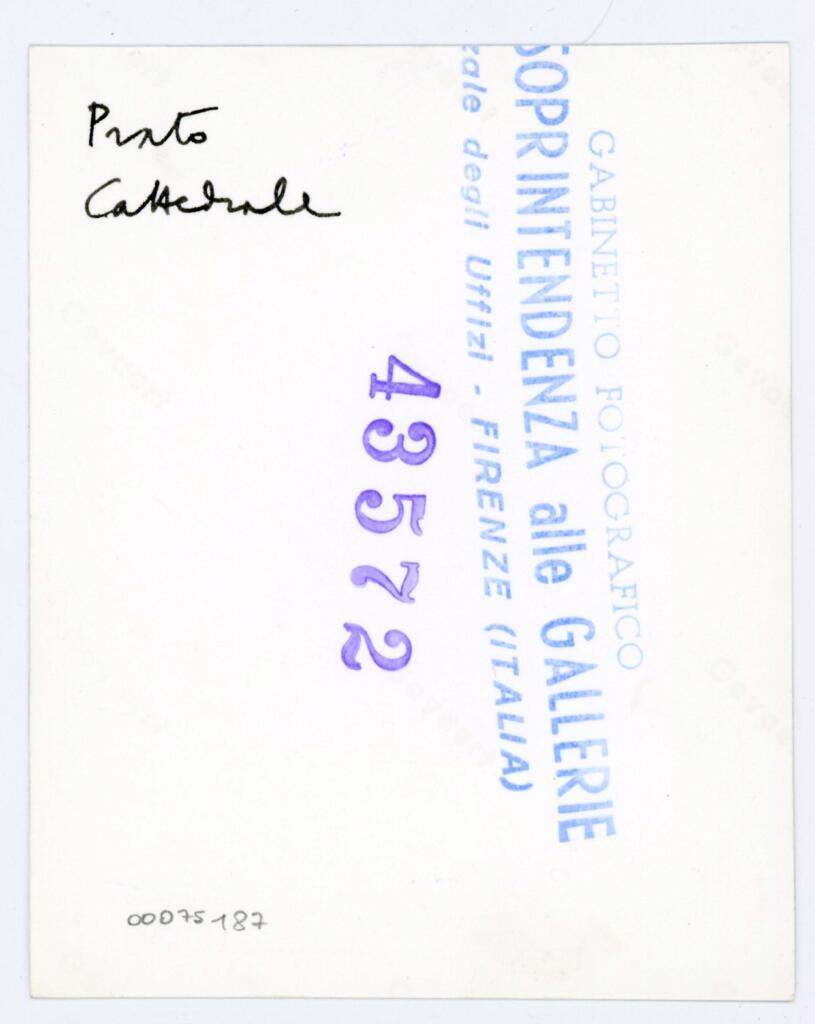 Prato
Cattedrale
GABINETTO FOTOGRAFICO
SOPRINTENDENZA alle GALLERIE
zale degli Uffizi - FIRENZE (ITALIA)
43572
00075187